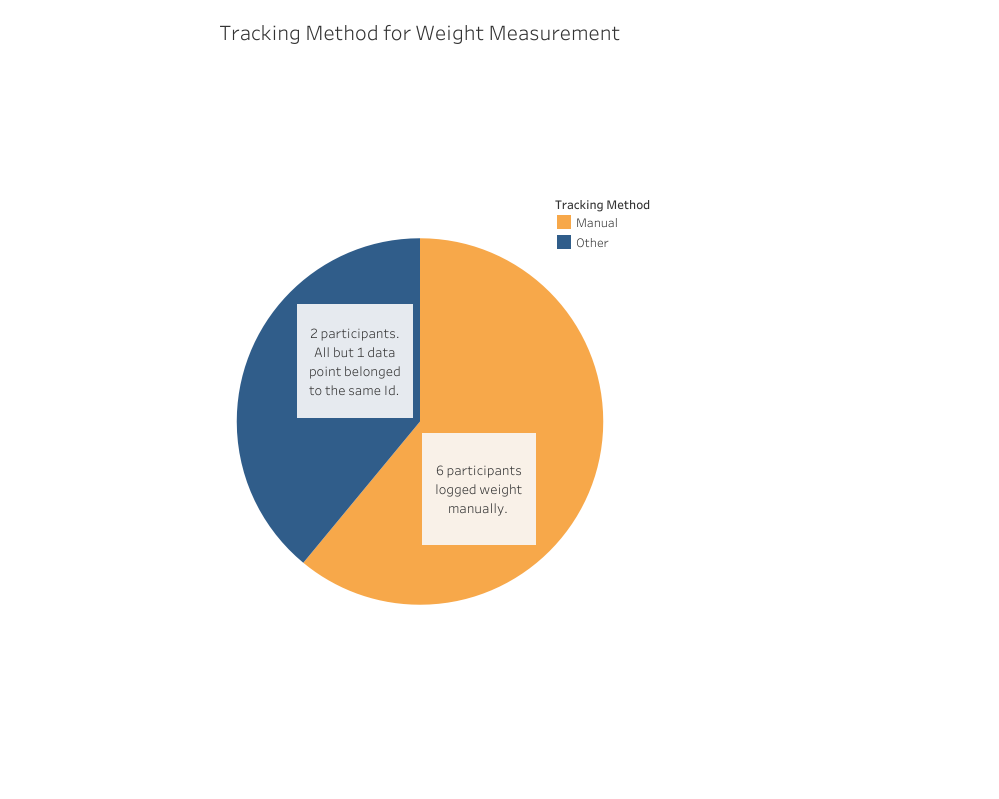 Tracking Method for Weight Measurement
Tracking Method
Manual
Other
2 participants.
All but 1 data
point belonged
to the same Id.
6 participants
logged weight
manually.